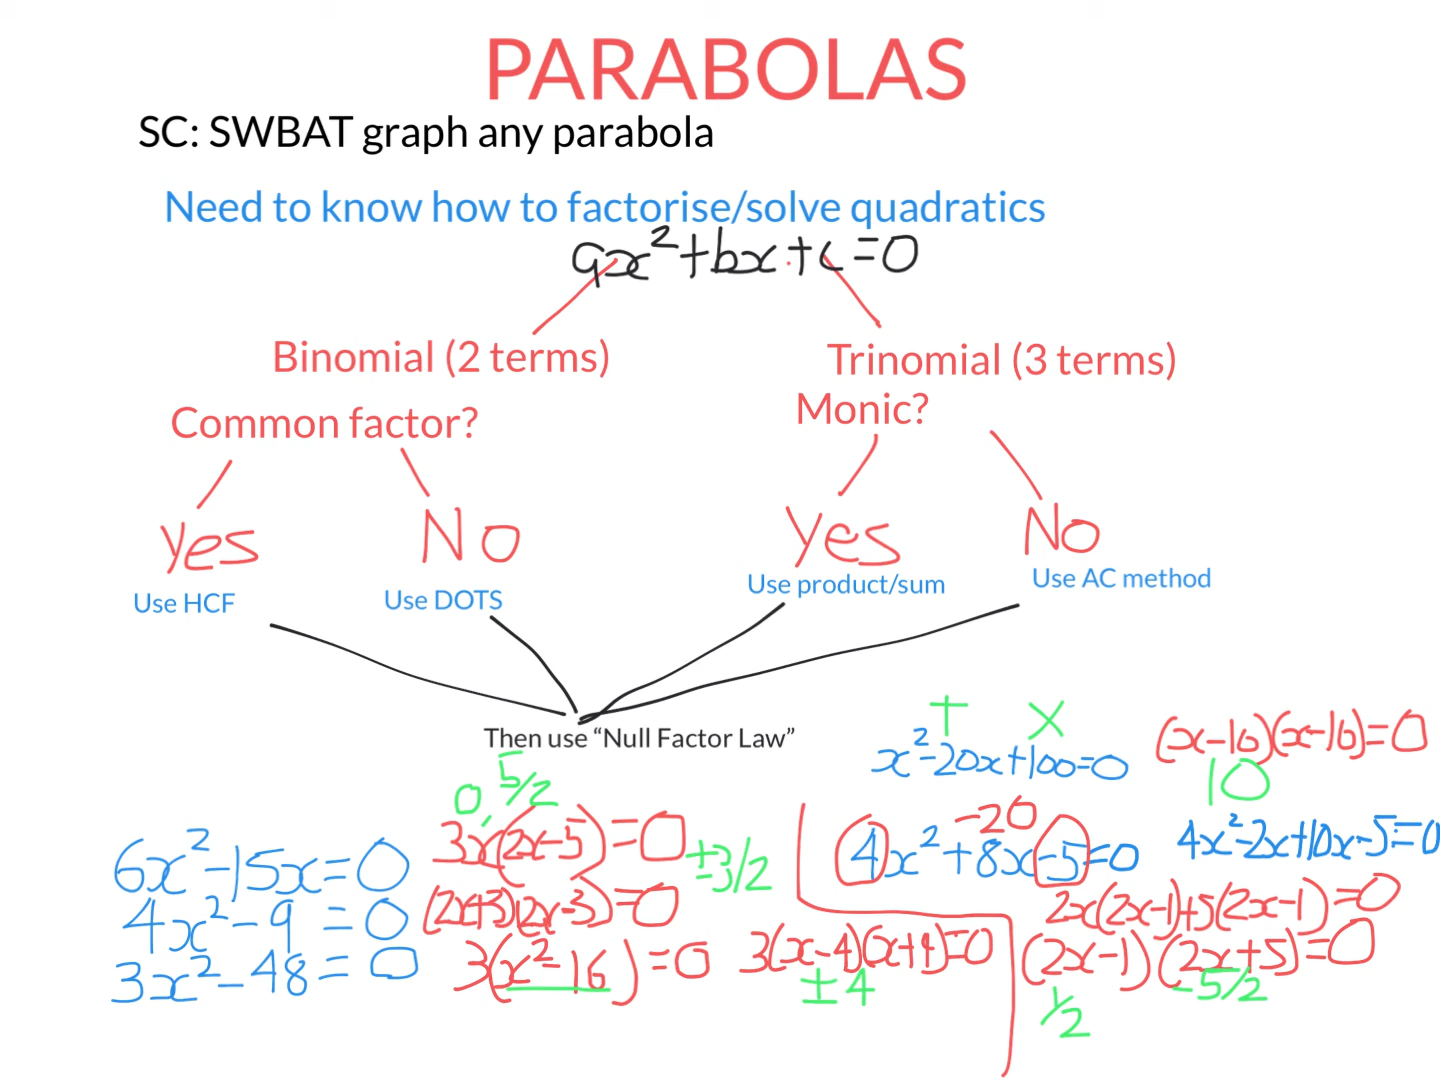 PARABOLAS
SC: SWBAT graph any parabola
Need to know how to factorise/solve quadratics
ax²+bx+c=0
Binomial (2 terms)
Trinomial (3 terms)
Common factor?
Monic?
Yes
No
Yes
No
Use HCF
Use DOTS
Use product/sum
Use AC method
Then use “Null Factor Law”
+ ×
x²-20x+100=0
(x-10)(x-10)=0
10
0, 5/2
6x²-15x=0
3x(2x-5)=0
±3/2
-20
4x²+8x-5=0
4x²-2x+10x-5=0
4x²-9=0
(2x+3)(2x-3)=0
2x(2x-1)+5(2x-1)=0
3x²-48=0
3(x²-16)=0
3(x-4)(x+4)=0
(2x-1)(2x+5)=0
±4
1/2
-5/2